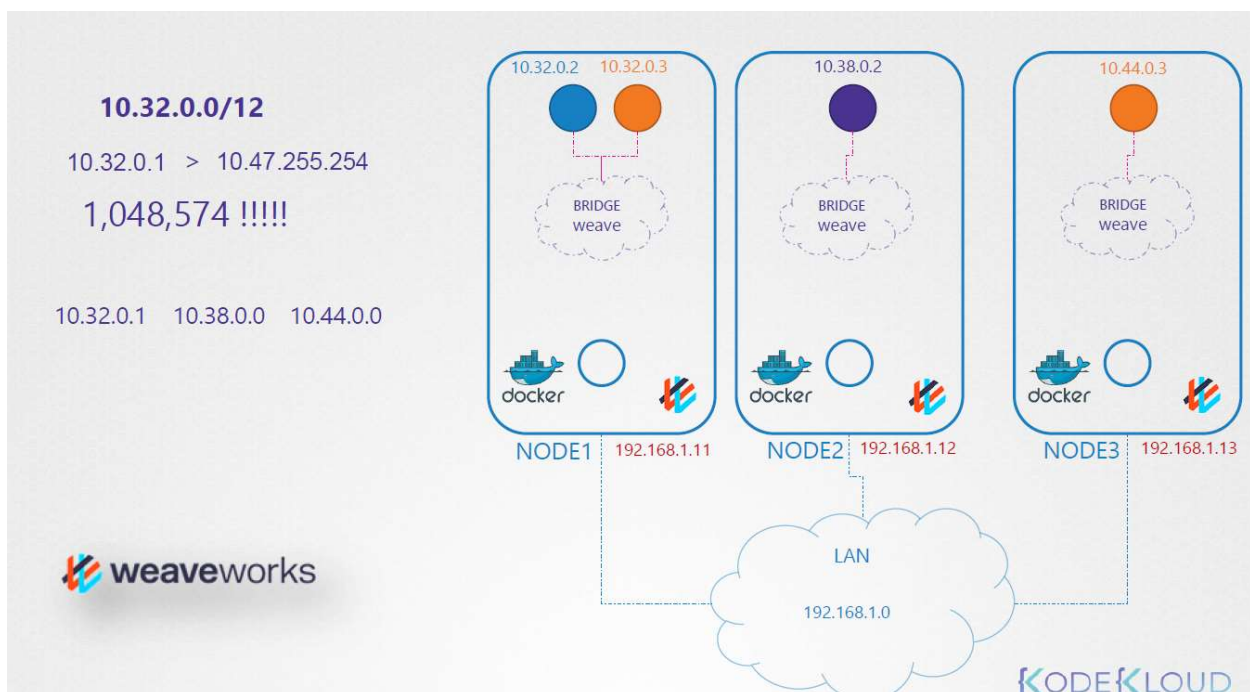 10.32.0.0/12
10.32.0.1 > 10.47.255.254
1,048,574 !!!!!
10.32.0.1 10.38.0.0 10.44.0.0
weaveworks
10.32.0.2 10.32.0.3
BRIDGE
weave
docker
NODE1 192.168.1.11
10.38.0.2
BRIDGE
weave
docker
NODE2 192.168.1.12
10.44.0.3
BRIDGE
weave
docker
NODE3 192.168.1.13
LAN
192.168.1.0
KODEKLOUD